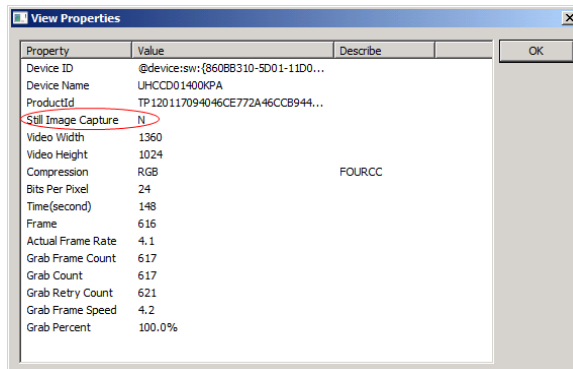 View Properties
Property Value Describe OK
Device ID @device:sw:{860BB310-5D01-11D0...
Device Name UHCCD01400KPA
ProductId TP120117094046CE772A46CCB944...
Still Image Capture N
Video Width 1360
Video Height 1024
Compression RGB FOURCC
Bits Per Pixel 24
Time(second) 148
Frame 616
Actual Frame Rate 4.1
Grab Frame Count 617
Grab Count 617
Grab Retry Count 621
Grab Frame Speed 4.2
Grab Percent 100.0%